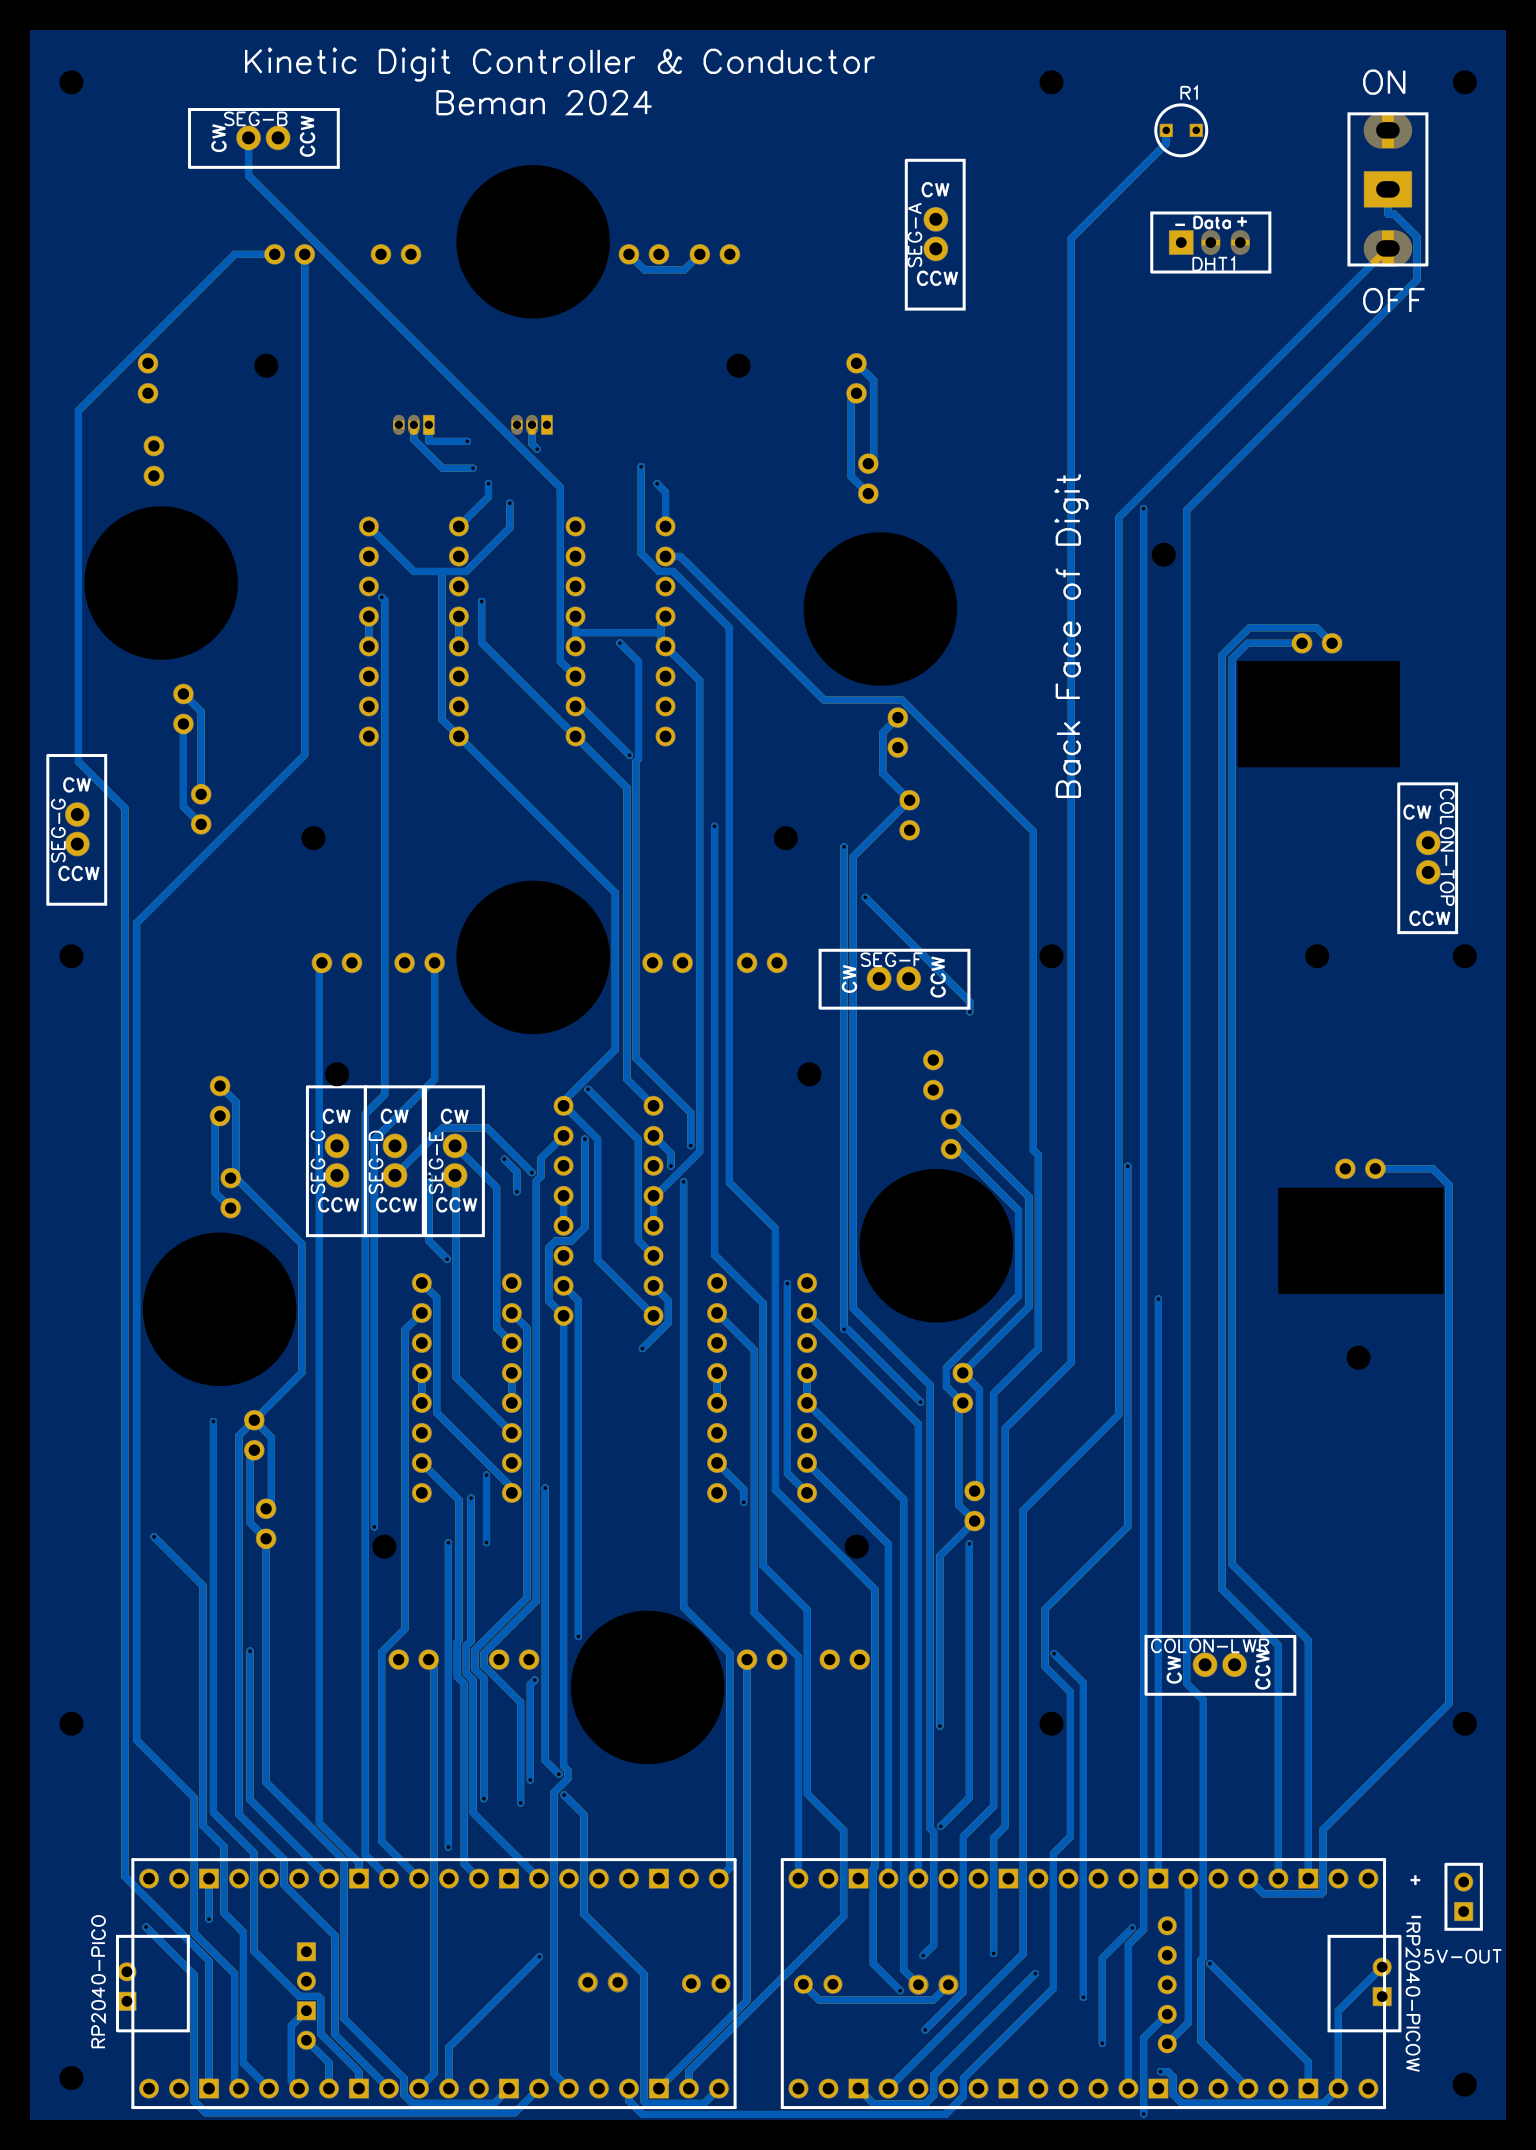 Kinetic Digit Controller & Conductor
Beman 2024
ON
R1
SEG-B
CW
CCW
CW
SEG-A
CCW
- Data +
DHT1
OFF
Back Face of Digit
CW
SEG-G
CCW
CW
COLON-TOP
CCW
SEG-F
CW
CCW
CW
SEG-C
CCW
CW
SEG-D
CCW
CW
SEG-E
CCW
COLON-LWR
CW
CCW
+
-
5V-OUT
RP2040-PICO
RP2040-PICOW